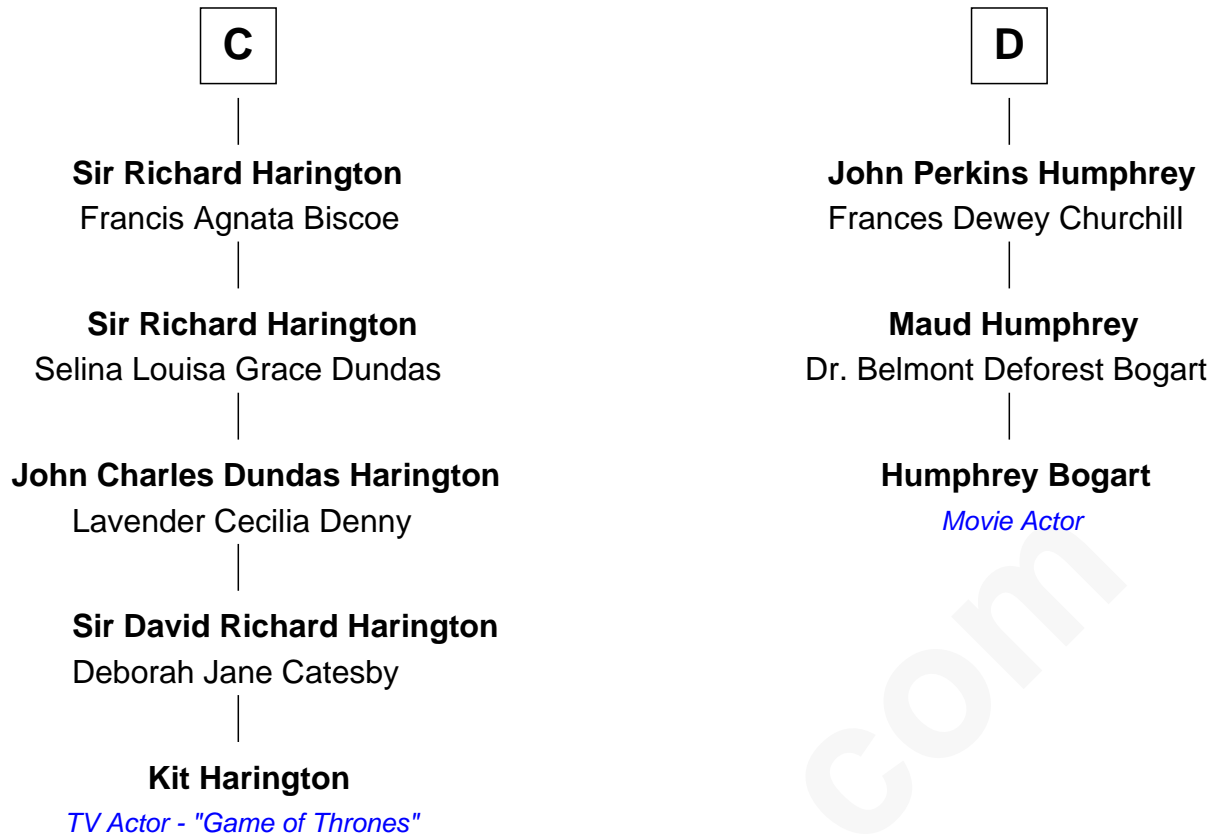 C
Sir Richard Harington
Francis Agnata Biscoe
Sir Richard Harington
Selina Louisa Grace Dundas
John Charles Dundas Harington
Lavender Cecilia Denny
Sir David Richard Harington
Deborah Jane Catesby
Kit Harington
TV Actor - "Game of Thrones"
D
John Perkins Humphrey
Frances Dewey Churchill
Maud Humphrey
Dr. Belmont Deforest Bogart
Humphrey Bogart
Movie Actor
com